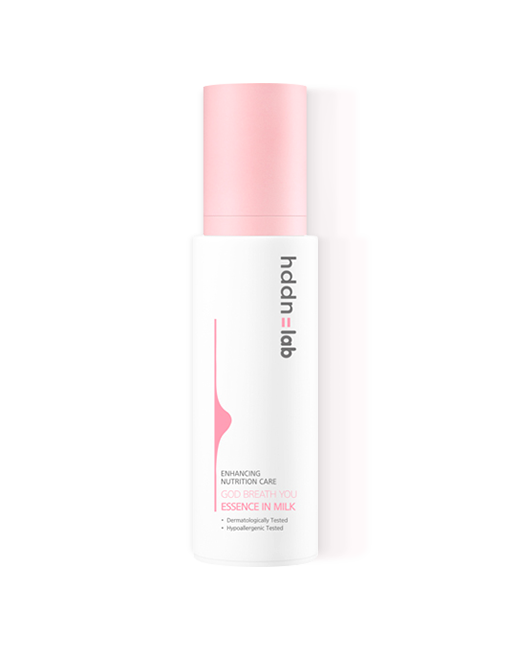 hddn=lab
ENHANCING
NUTRITION CARE
GOD BREATH YOU
ESSENCE IN MILK
• Dermatologically Tested
• Hypoallergenic Tested